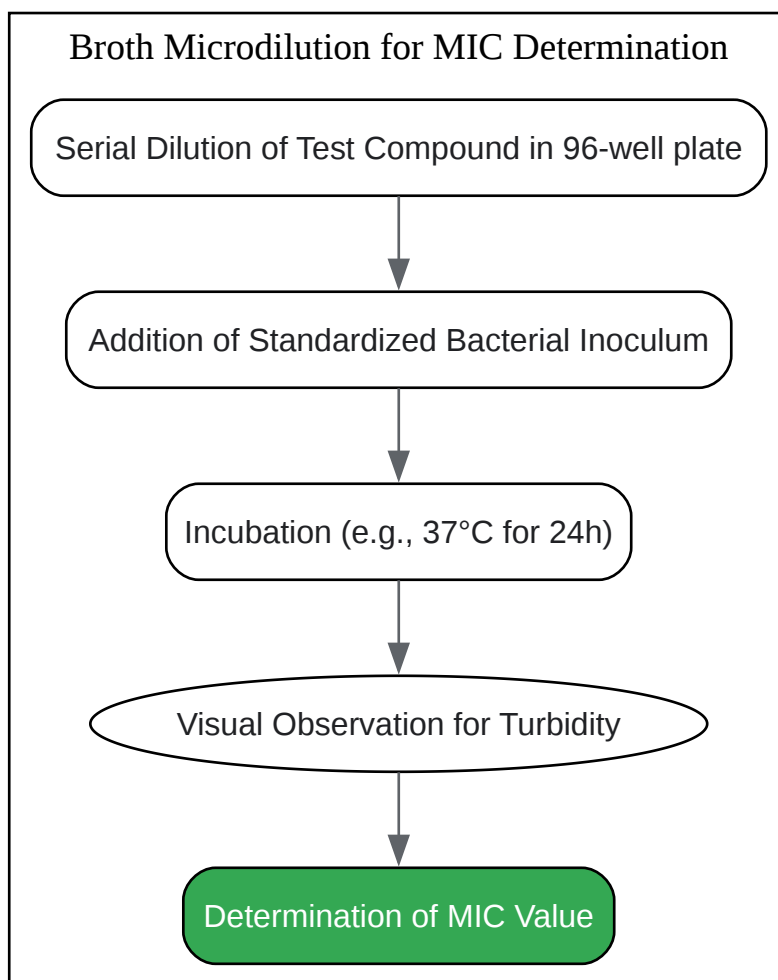 Broth Microdilution for MIC Determination
Serial Dilution of Test Compound in 96-well plate
Addition of Standardized Bacterial Inoculum
Incubation (e.g., 37°C for 24h)
Visual Observation for Turbidity
Determination of MIC Value